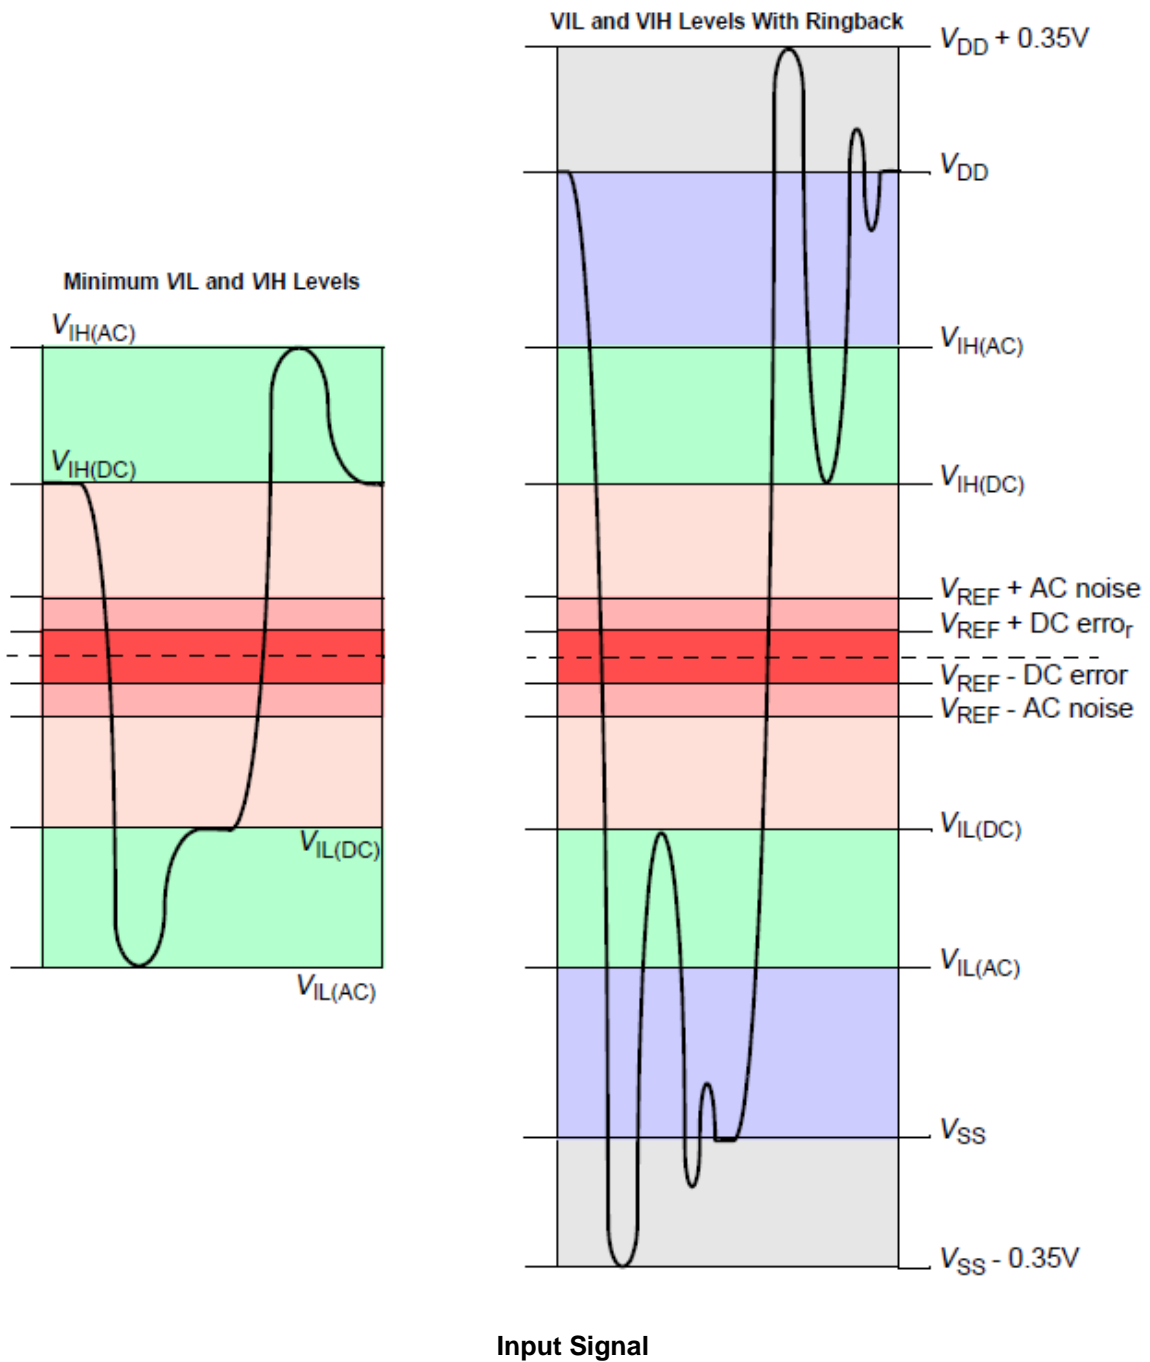 VIL and VIH Levels With Ringback
VDD + 0.35V
VDD
Minimum VIL and VIH Levels
VIH(AC)
VIH(AC)
VIH(DC)
VIH(DC)
VREF + AC noise
VREF + DC error
VREF - DC error
VREF - AC noise
VIL(DC)
VIL(DC)
VIL(AC)
VIL(AC)
VSS
VSS - 0.35V
Input Signal